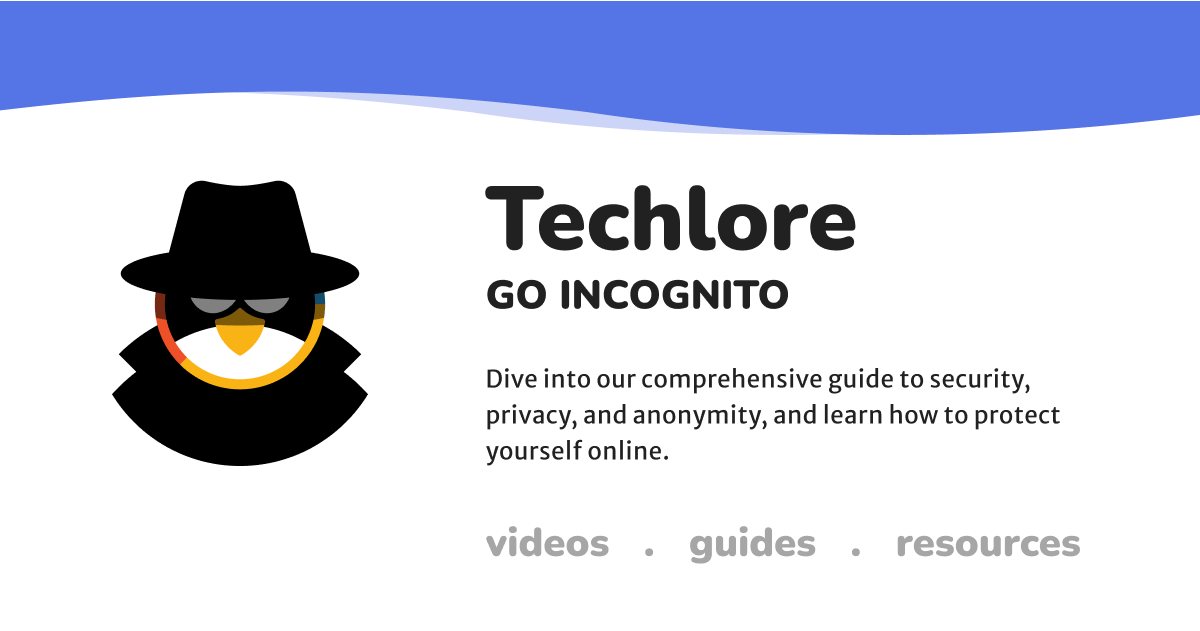 Techlore
GO INCOGNITO
Dive into our comprehensive guide to security,
privacy, and anonymity, and learn how to protect
yourself online.
videos . guides . resources